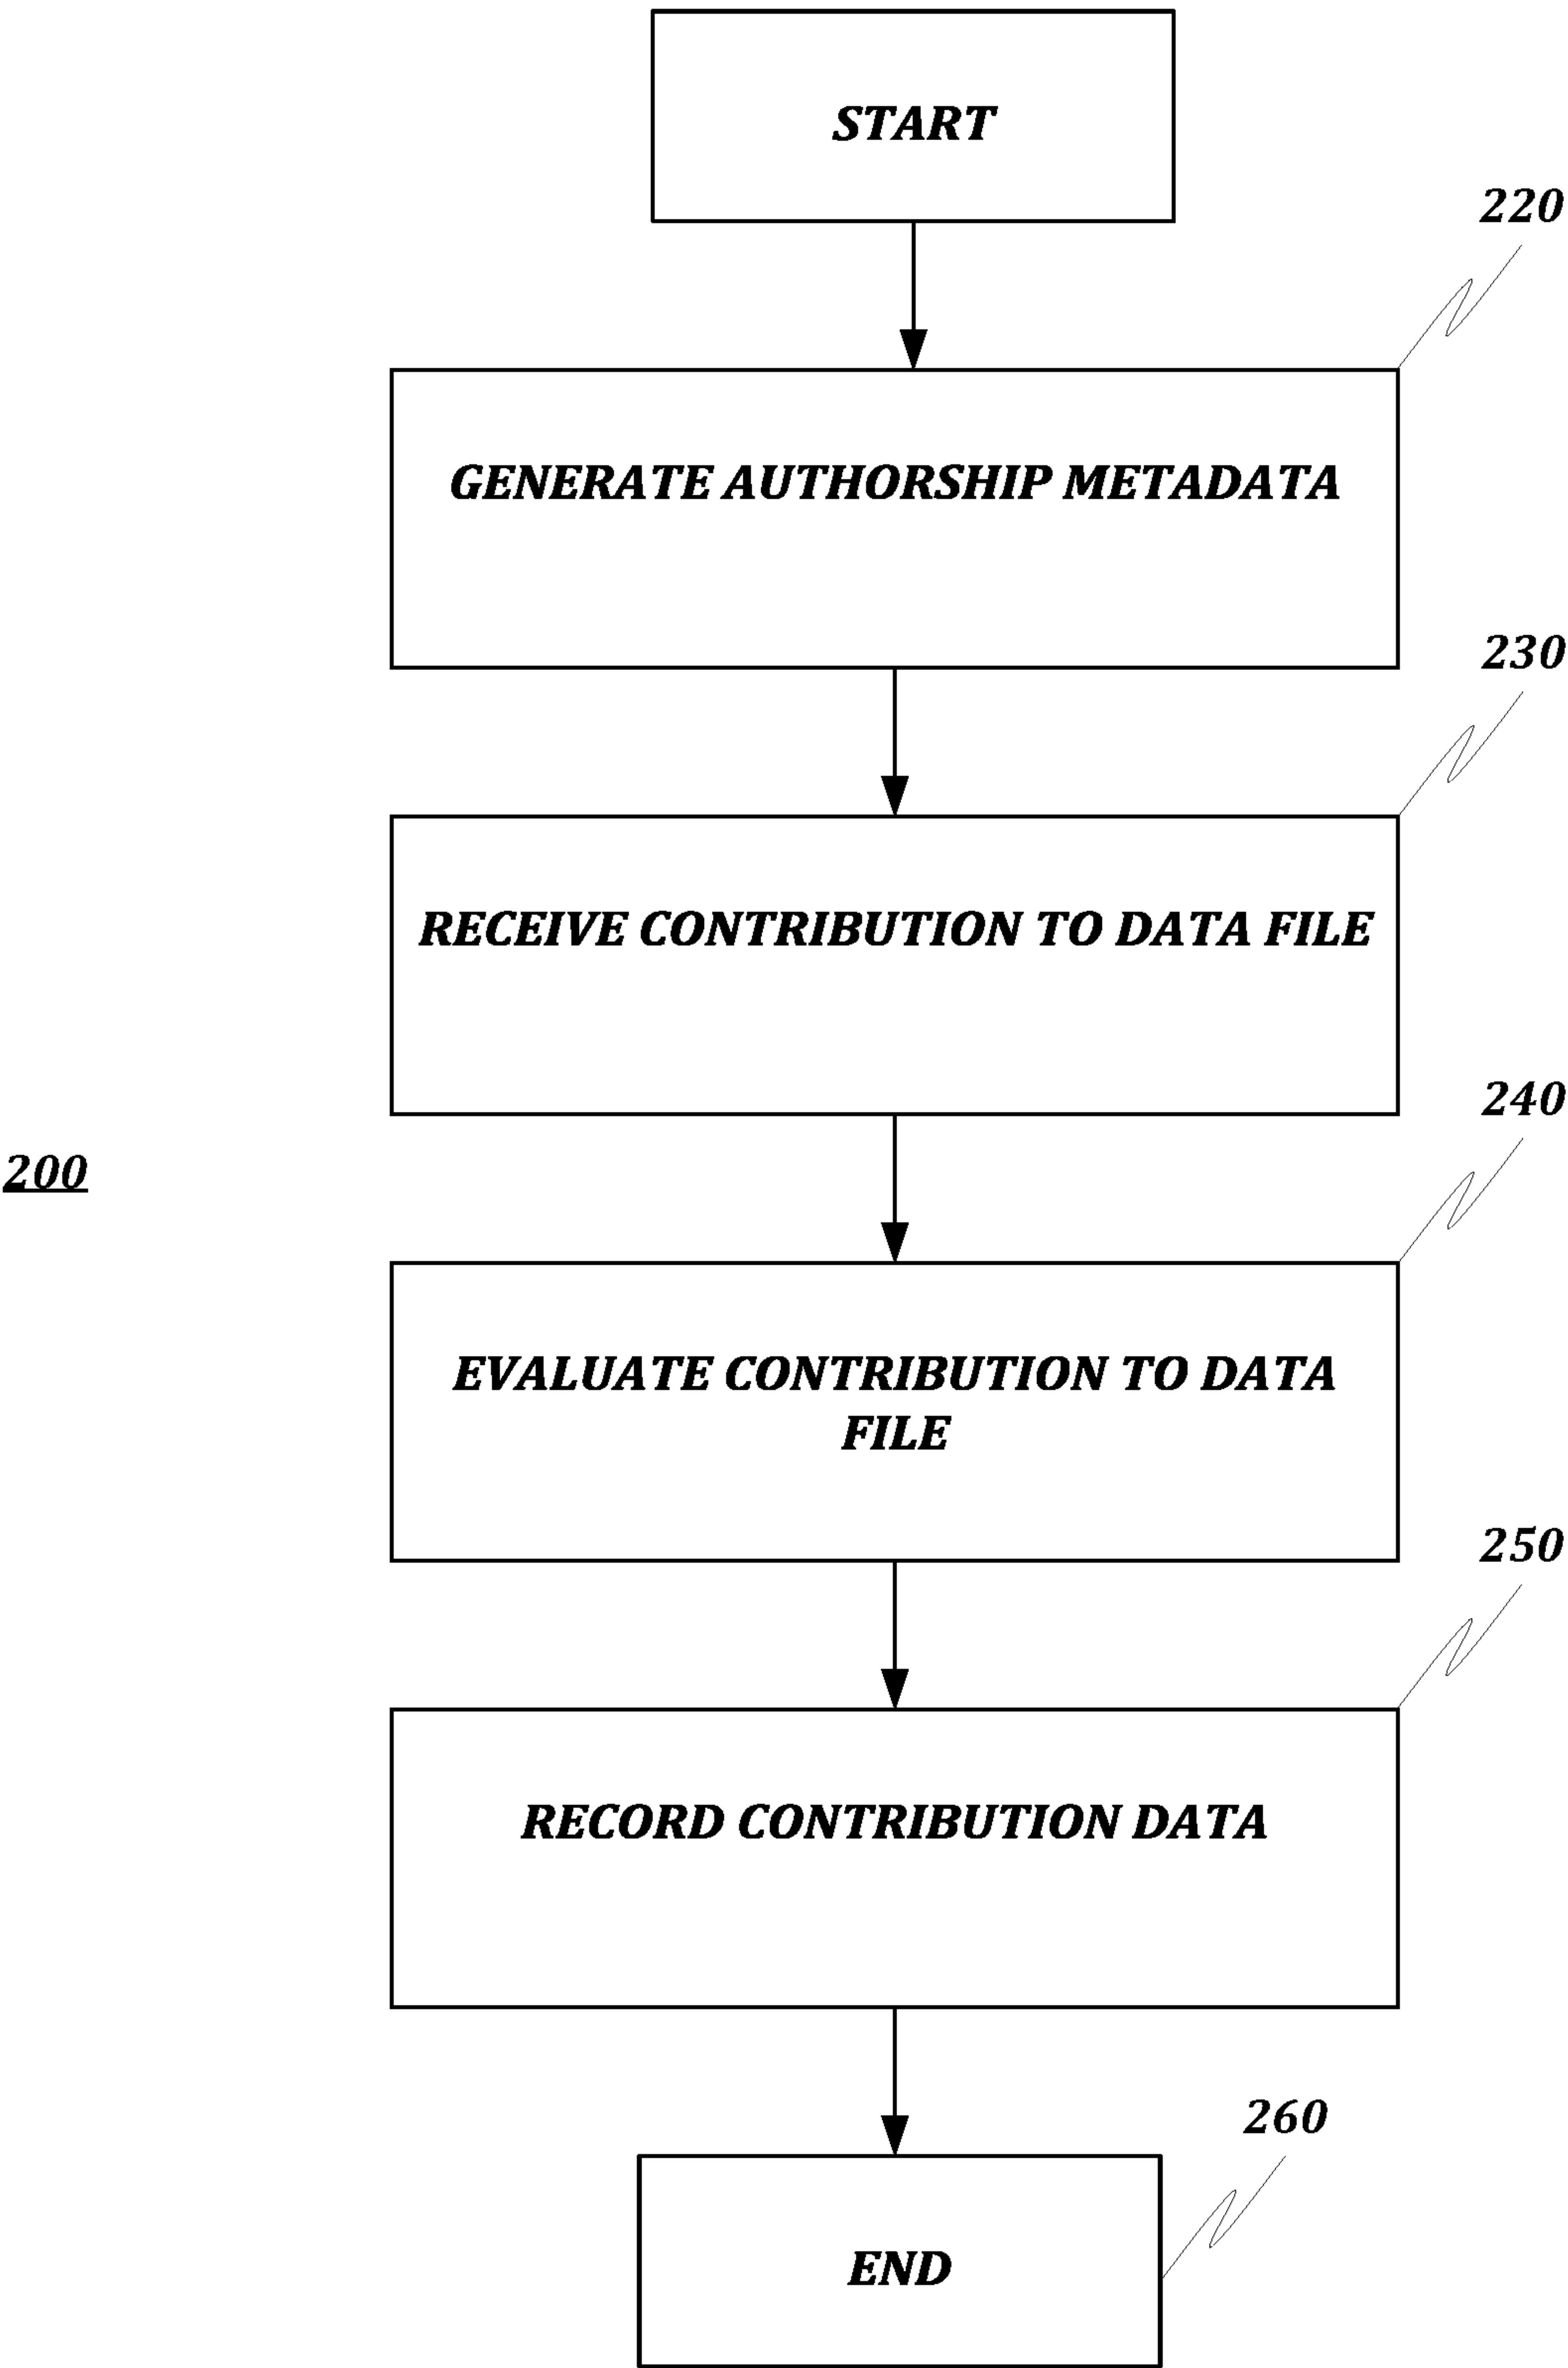 START
220
GENERATE AUTHORSHIP METADATA
230
RECEIVE CONTRIBUTION TO DATA FILE
240
200
EVALUATE CONTRIBUTION TO DATA
FILE
250
RECORD CONTRIBUTION DATA
260
END